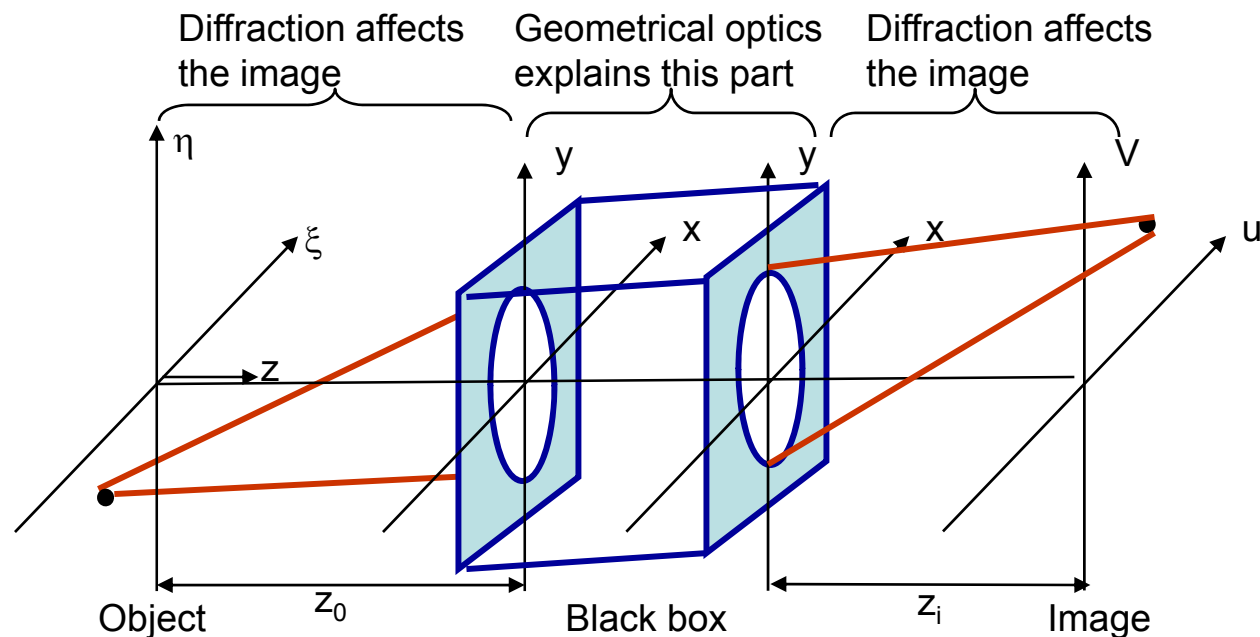 Diffraction affects
the image
Geometrical optics
explains this part
Diffraction affects
the image
η
y
y
V
ξ
x
x
u
z
z₀
zᵢ
Object
Black box
Image